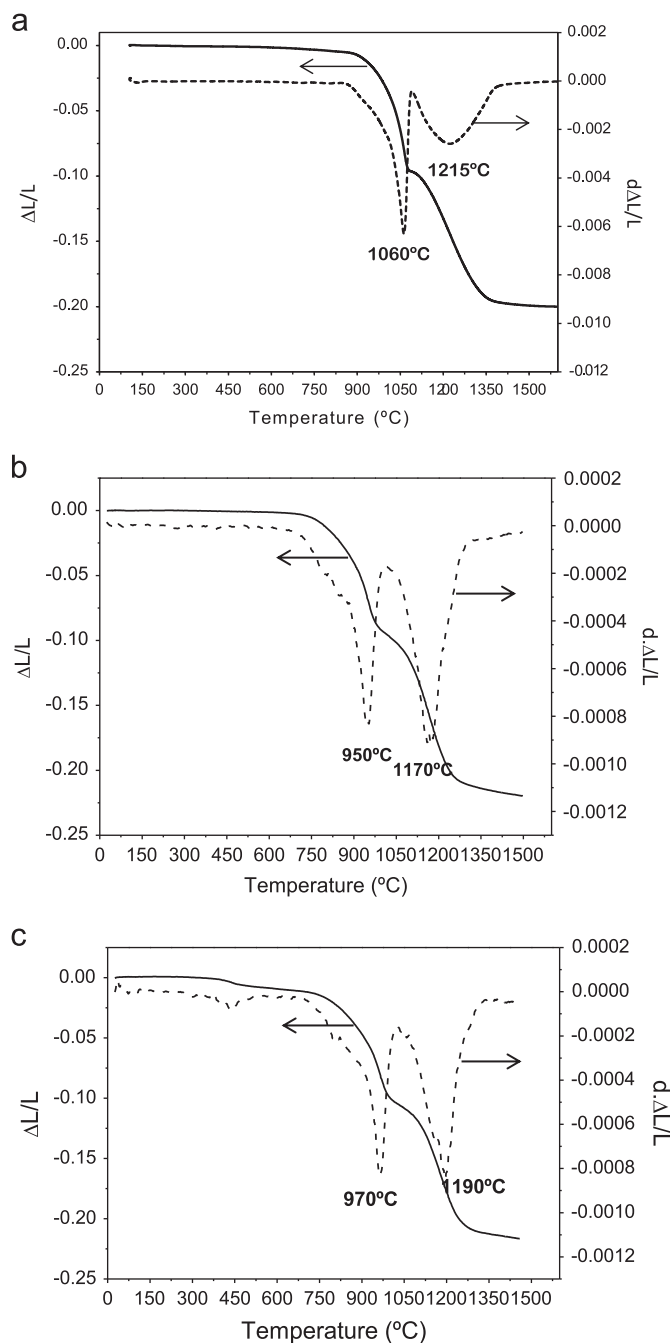 a
0.00
-0.05
-0.10
-0.15
-0.20
-0.25
ΔL/L
0.002
0.000
-0.002
-0.004
-0.006
-0.008
-0.010
-0.012
dΔL/L
1215ºC
1060ºC
0 150 300 450 600 750 900 1050 1200 1350 1500
Temperature (ºC)
b
0.00
-0.05
-0.10
-0.15
-0.20
-0.25
ΔL/L
0.0002
0.0000
-0.0002
-0.0004
-0.0006
-0.0008
-0.0010
-0.0012
d.ΔL/L
950ºC
1170ºC
0 150 300 450 600 750 900 1050 1200 1350 1500
Temperature (ºC)
c
0.00
-0.05
-0.10
-0.15
-0.20
-0.25
ΔL/L
0.0002
0.0000
-0.0002
-0.0004
-0.0006
-0.0008
-0.0010
-0.0012
d.ΔL/L
970ºC
1190ºC
0 150 300 450 600 750 900 1050 1200 1350 1500
Temperature (ºC)